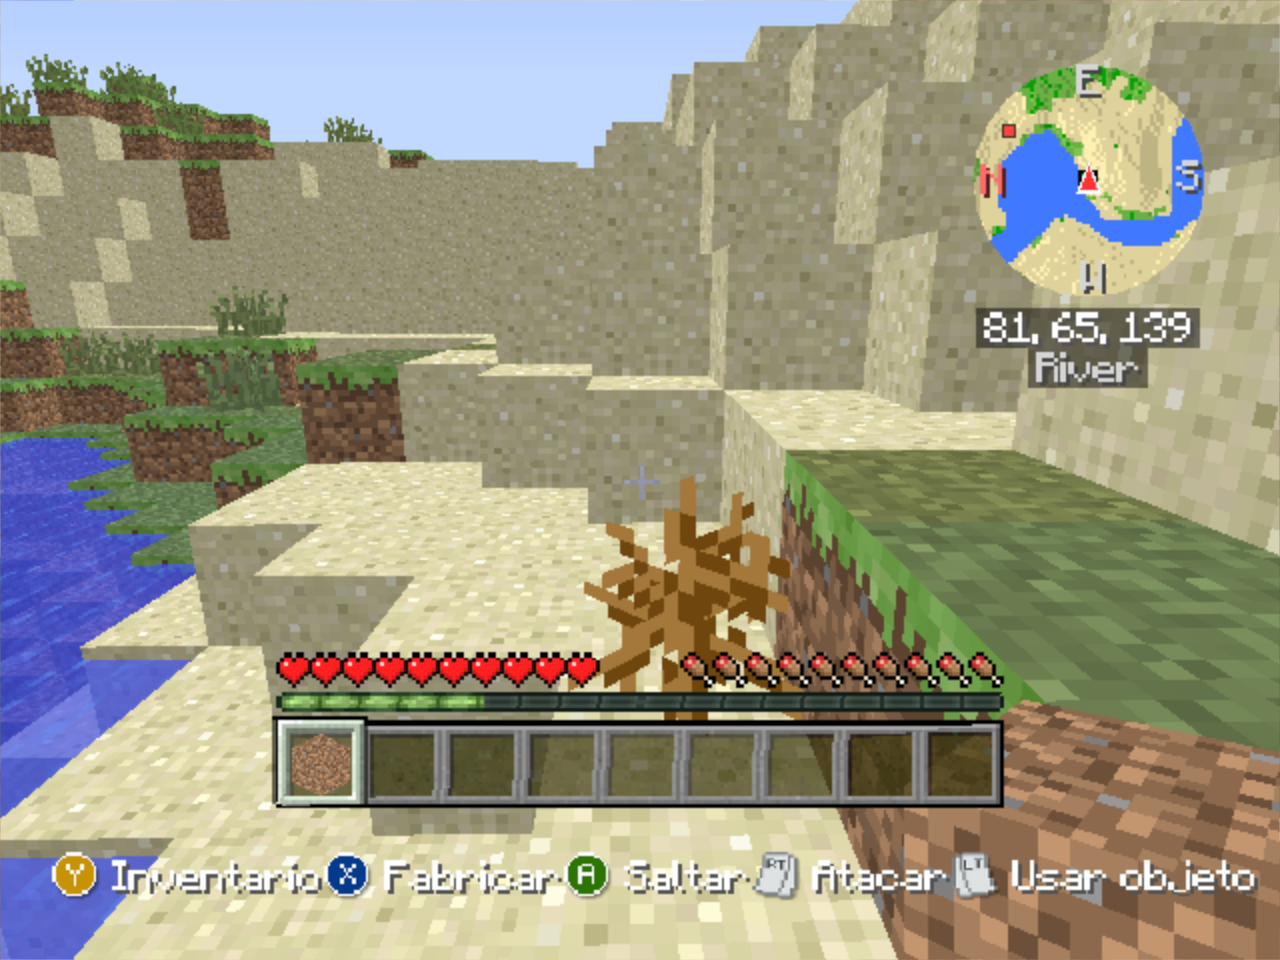 E
N
S
W
81, 65, 139
River
Y Inventario X Fabricar A Saltar RT Atacar LT Usar objeto